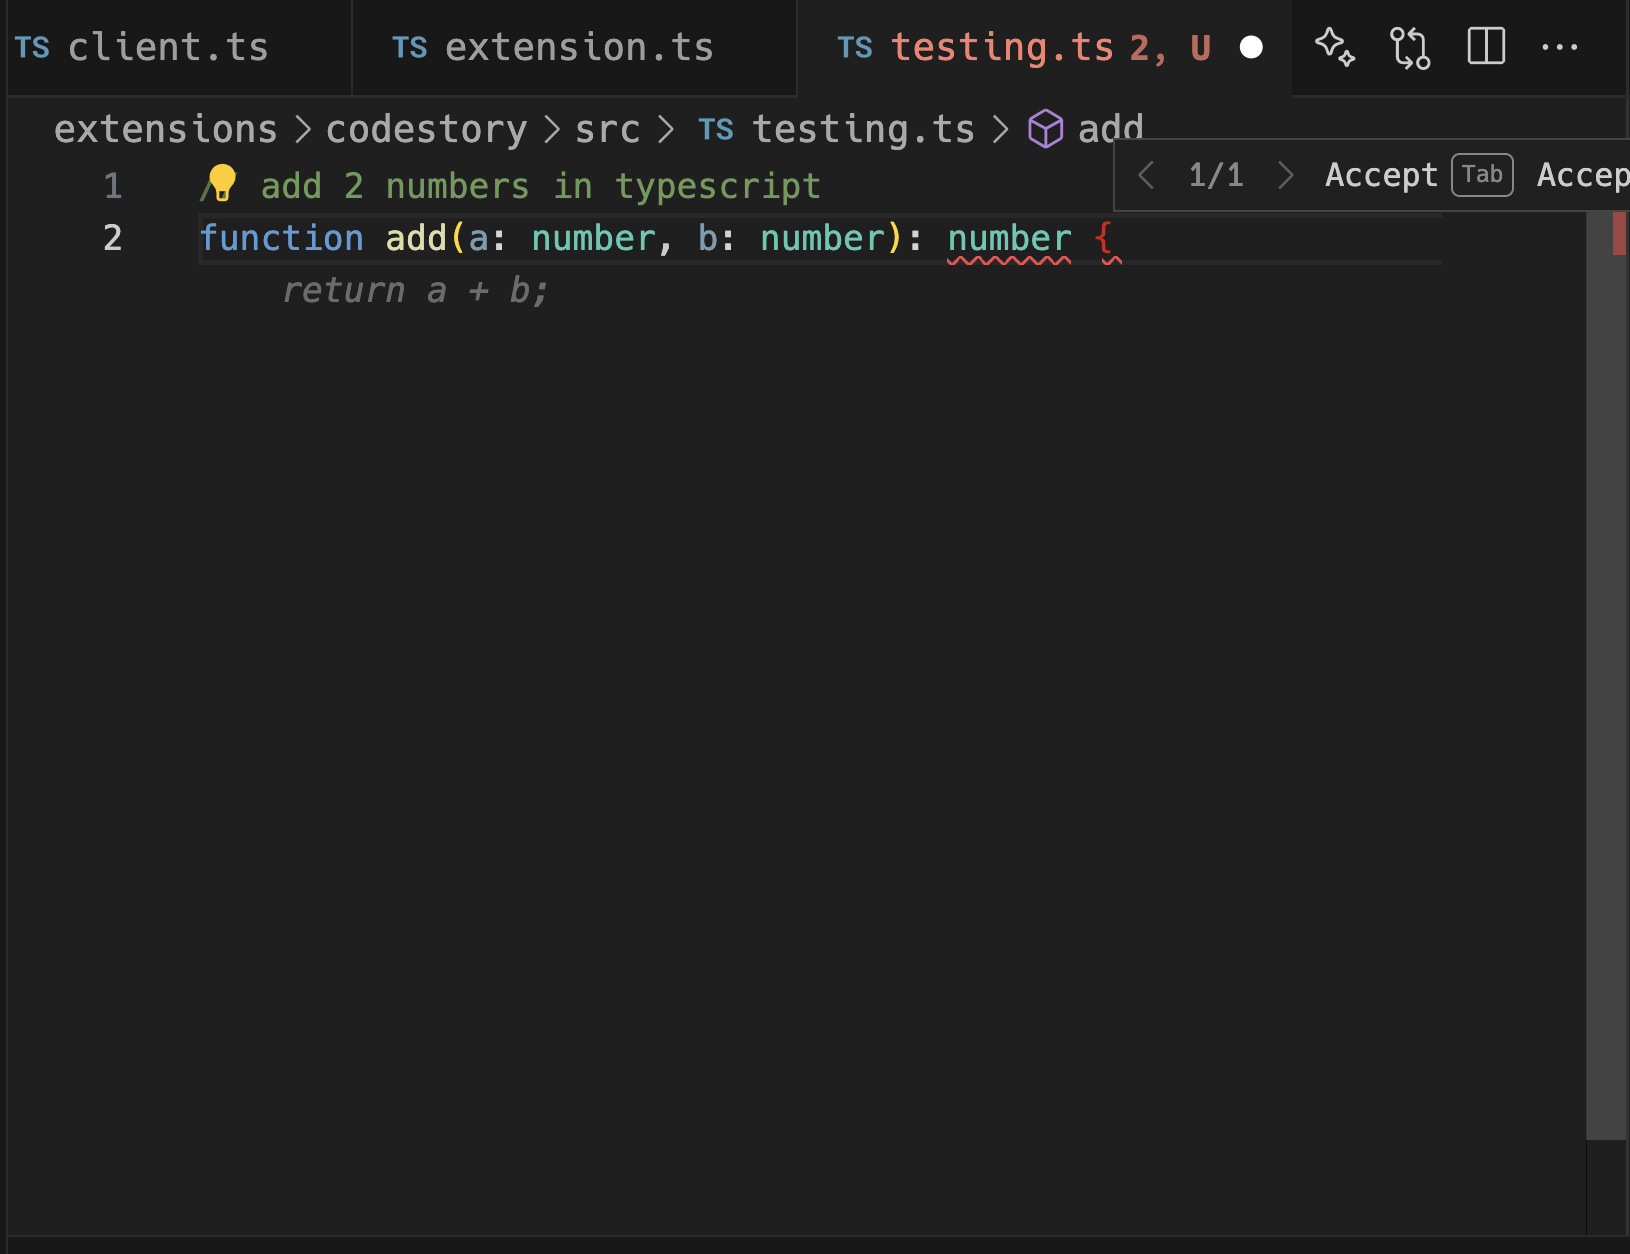 TS client.ts TS extension.ts TS testing.ts 2, U
extensions > codestory > src > TS testing.ts > add
1/1 Accept Tab Accep
1 / add 2 numbers in typescript
2 function add(a: number, b: number): number {
return a + b;